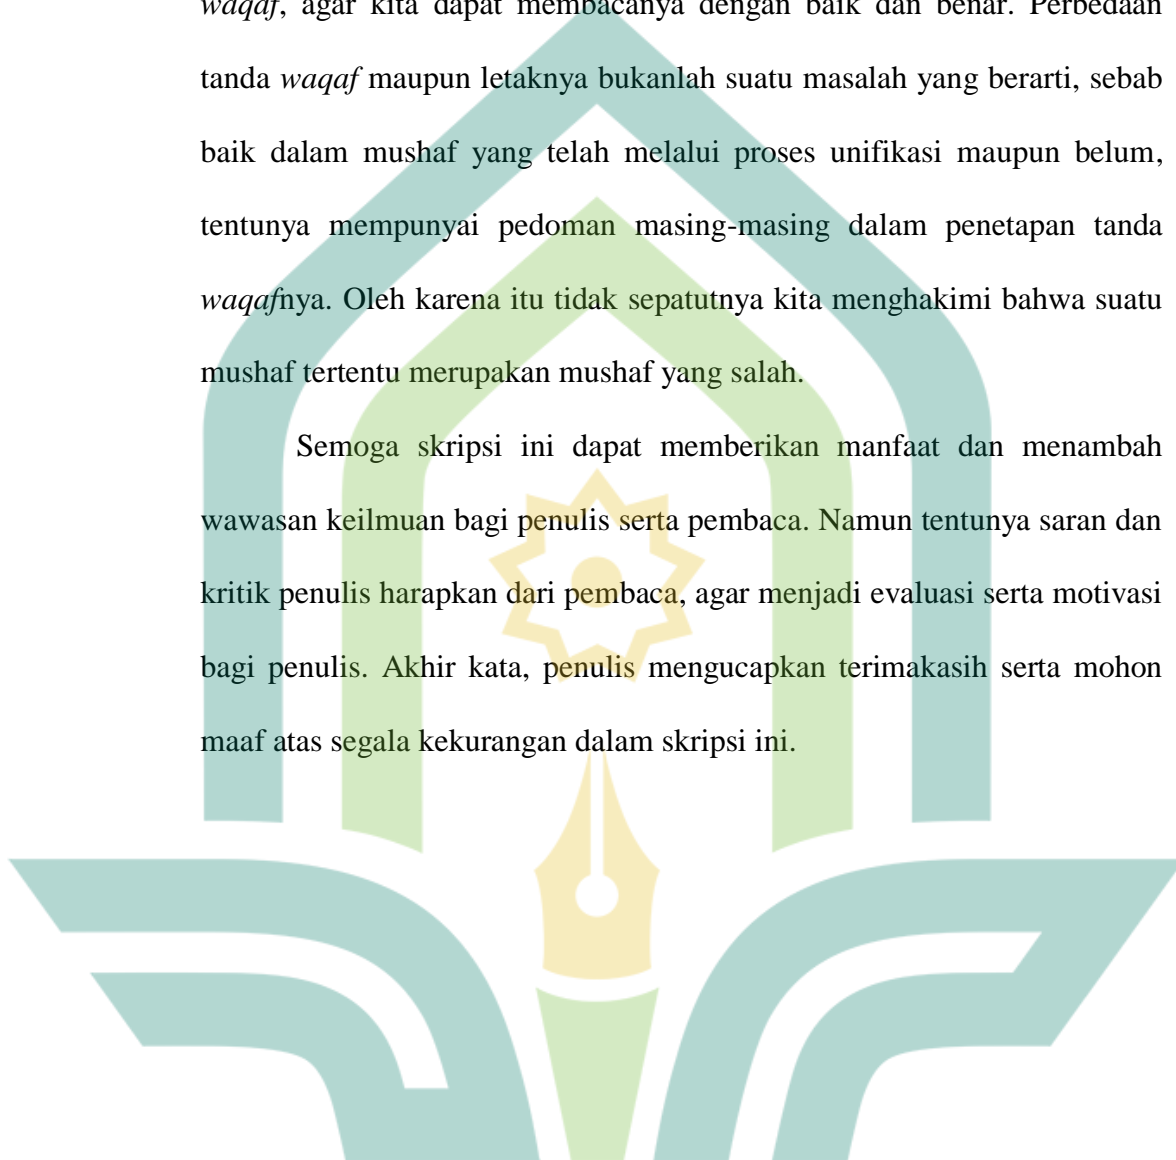 waqaf, agar kita dapat membacanya dengan baik dan benar. Perbedaan
tanda waqaf maupun letaknya bukanlah suatu masalah yang berarti, sebab
baik dalam mushaf yang telah melalui proses unifikasi maupun belum,
tentunya mempunyai pedoman masing-masing dalam penetapan tanda
waqafnya. Oleh karena itu tidak sepatutnya kita menghakimi bahwa suatu
mushaf tertentu merupakan mushaf yang salah.
Semoga skripsi ini dapat memberikan manfaat dan menambah
wawasan keilmuan bagi penulis serta pembaca. Namun tentunya saran dan
kritik penulis harapkan dari pembaca, agar menjadi evaluasi serta motivasi
bagi penulis. Akhir kata, penulis mengucapkan terimakasih serta mohon
maaf atas segala kekurangan dalam skripsi ini.